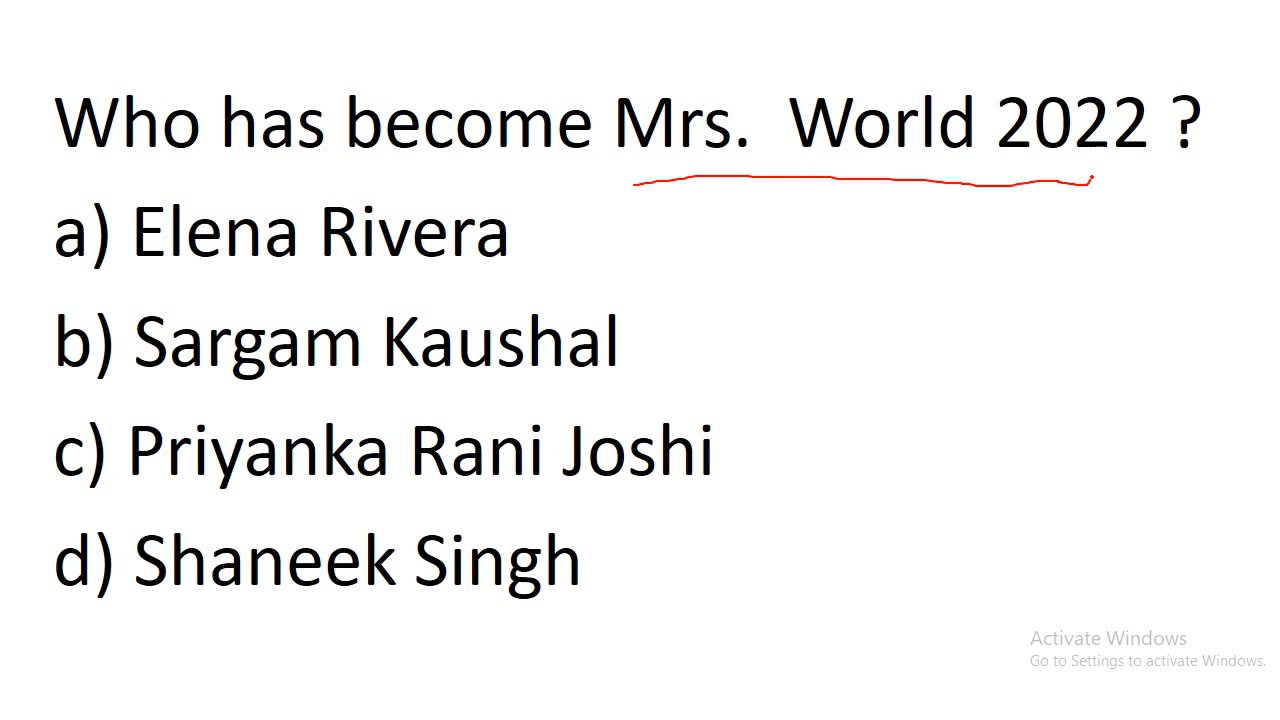 Who has become Mrs.  World 2022 ?
a) Elena Rivera
b) Sargam Kaushal
c) Priyanka Rani Joshi
d) Shaneek Singh
Activate Windows
Go to Settings to activate Windows.